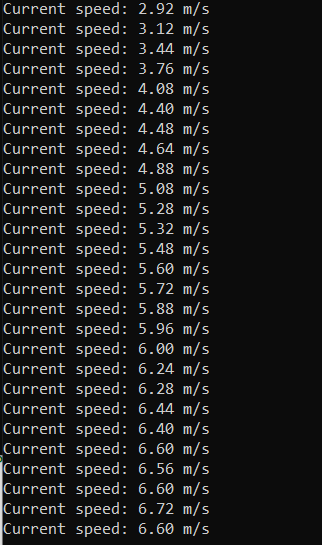 Current speed: 2.92 m/s
Current speed: 3.12 m/s
Current speed: 3.44 m/s
Current speed: 3.76 m/s
Current speed: 4.08 m/s
Current speed: 4.40 m/s
Current speed: 4.48 m/s
Current speed: 4.64 m/s
Current speed: 4.88 m/s
Current speed: 5.08 m/s
Current speed: 5.28 m/s
Current speed: 5.32 m/s
Current speed: 5.48 m/s
Current speed: 5.60 m/s
Current speed: 5.72 m/s
Current speed: 5.88 m/s
Current speed: 5.96 m/s
Current speed: 6.00 m/s
Current speed: 6.24 m/s
Current speed: 6.28 m/s
Current speed: 6.44 m/s
Current speed: 6.40 m/s
Current speed: 6.60 m/s
Current speed: 6.56 m/s
Current speed: 6.60 m/s
Current speed: 6.72 m/s
Current speed: 6.60 m/s